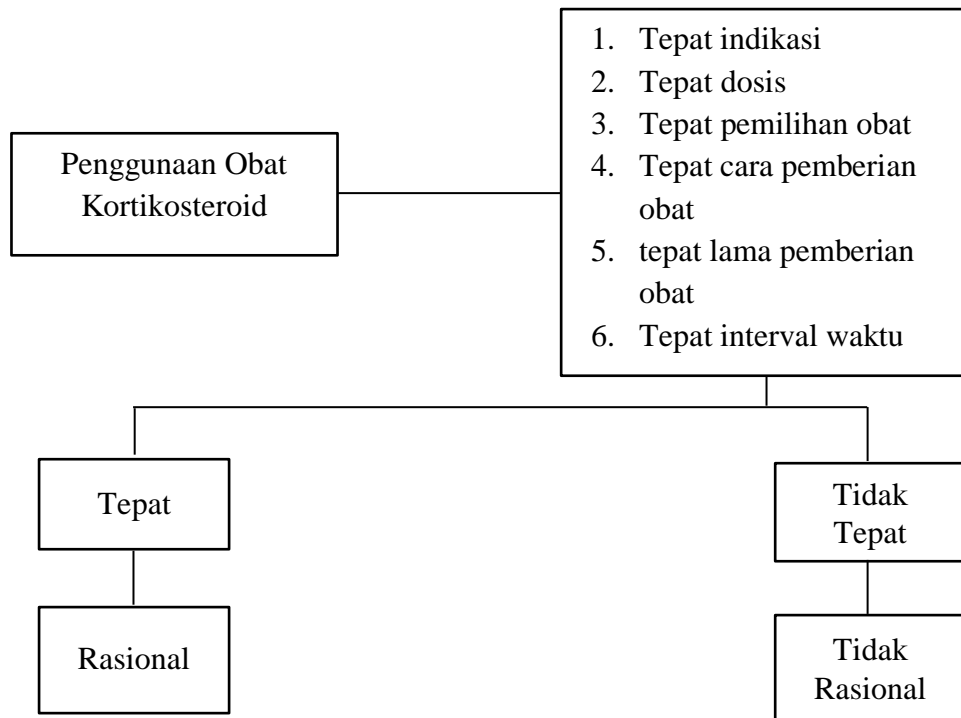 Penggunaan Obat
Kortikosteroid
1. Tepat indikasi
2. Tepat dosis
3. Tepat pemilihan obat
4. Tepat cara pemberian
obat
5. tepat lama pemberian
obat
6. Tepat interval waktu
Tepat
Tidak
Tepat
Rasional
Tidak
Rasional